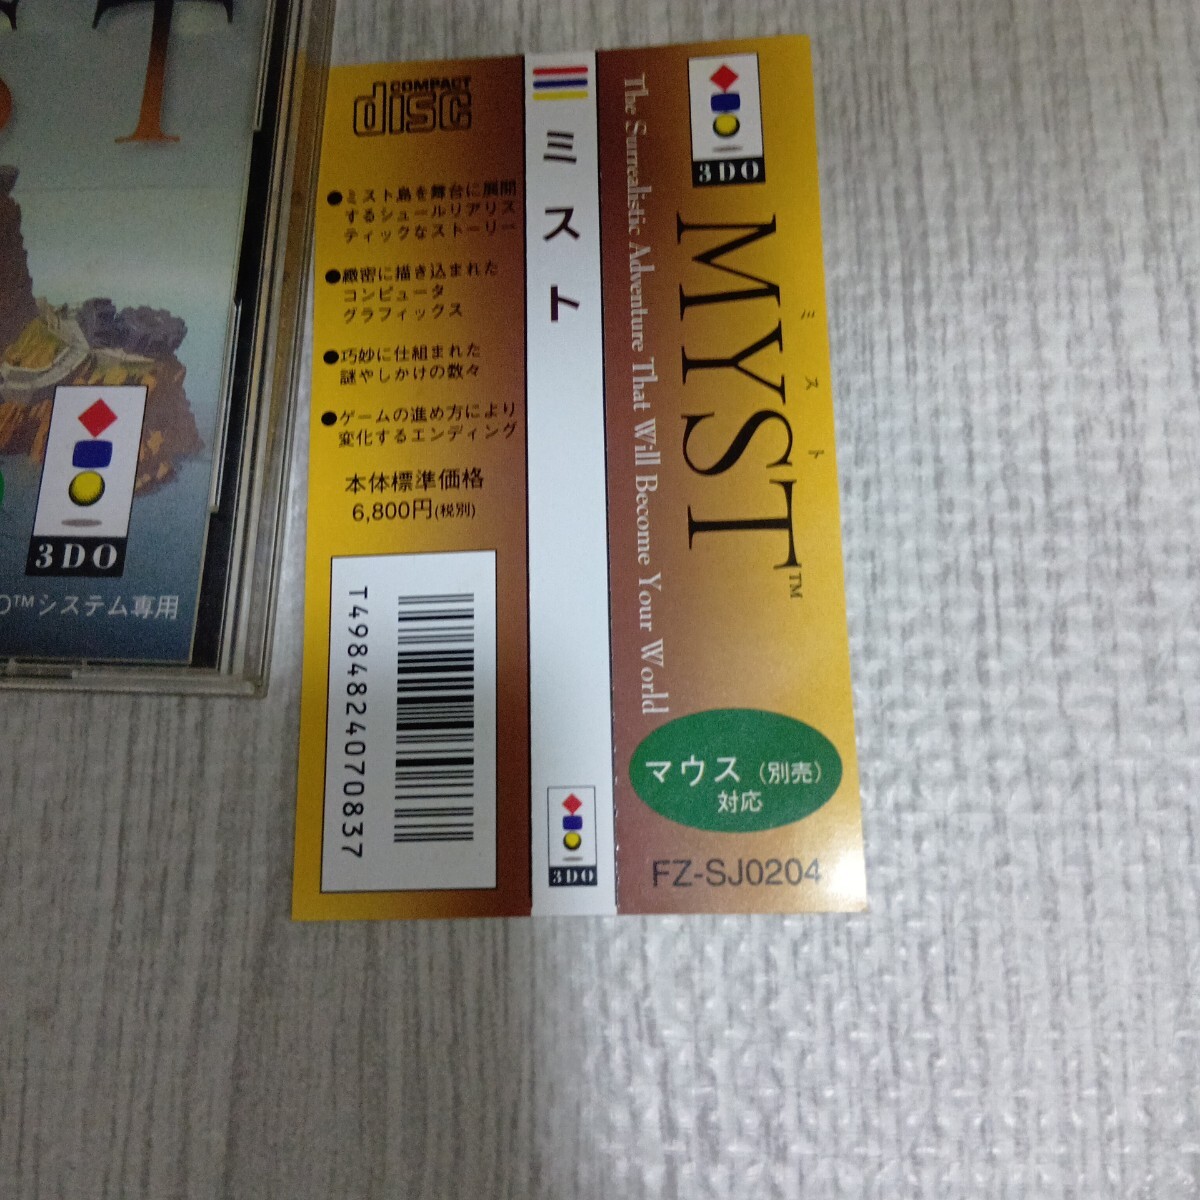 S T
3DO
O™システム専用
COMPACT
disc
●ミスト島を舞台に展開
するシュールリアリス
ティックなストーリー
●緻密に描き込まれた
コンピュータ
グラフィックス
●巧妙に仕組まれた
謎やしかけの数々
●ゲームの進め方により
変化するエンディング
本体標準価格
6,800円(税別)
T4984824070837
ミスト
3DO
3DO
MYST™
ミスト
The Surrealistic Adventure That Will Become Your World
マウス（別売）
対応
FZ-SJ0204